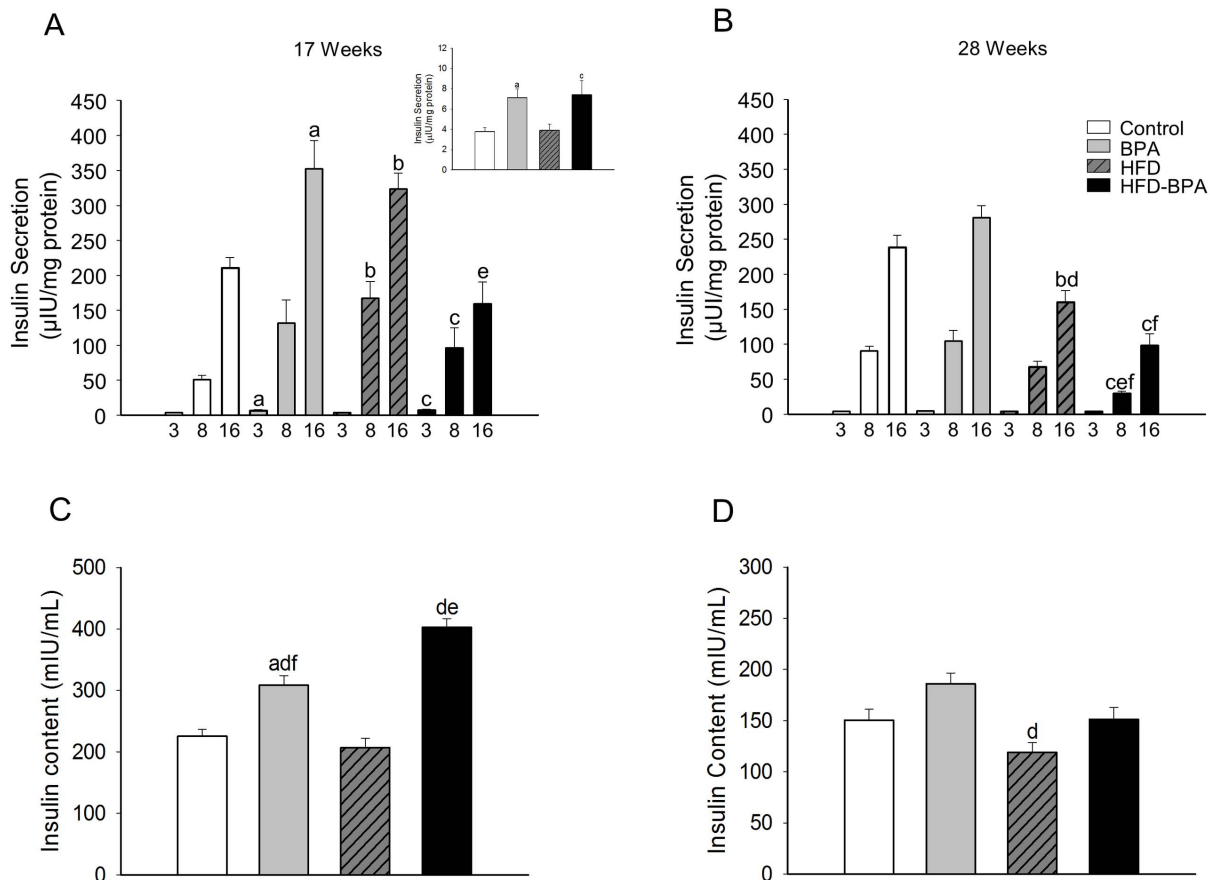 A
17 Weeks
Insulin Secretion
(µIU/mg protein)
450
400
350
300
250
200
150
100
50
0
a
a
b
b
c
c
e
3 8 16 3 8 16 3 8 16 3 8 16
Insulin Secretion
(µIU/mg protein)
12
10
8
6
4
2
0
a
c
B
28 Weeks
Insulin Secretion
(µUI/mg protein)
450
400
350
300
250
200
150
100
50
0
Control
BPA
HFD
HFD-BPA
bd
cef
cf
3 8 16 3 8 16 3 8 16 3 8 16
C
Insulin content (mIU/mL)
500
400
300
200
100
0
adf
de
D
Insulin Content (mIU/mL)
300
250
200
150
100
50
0
d